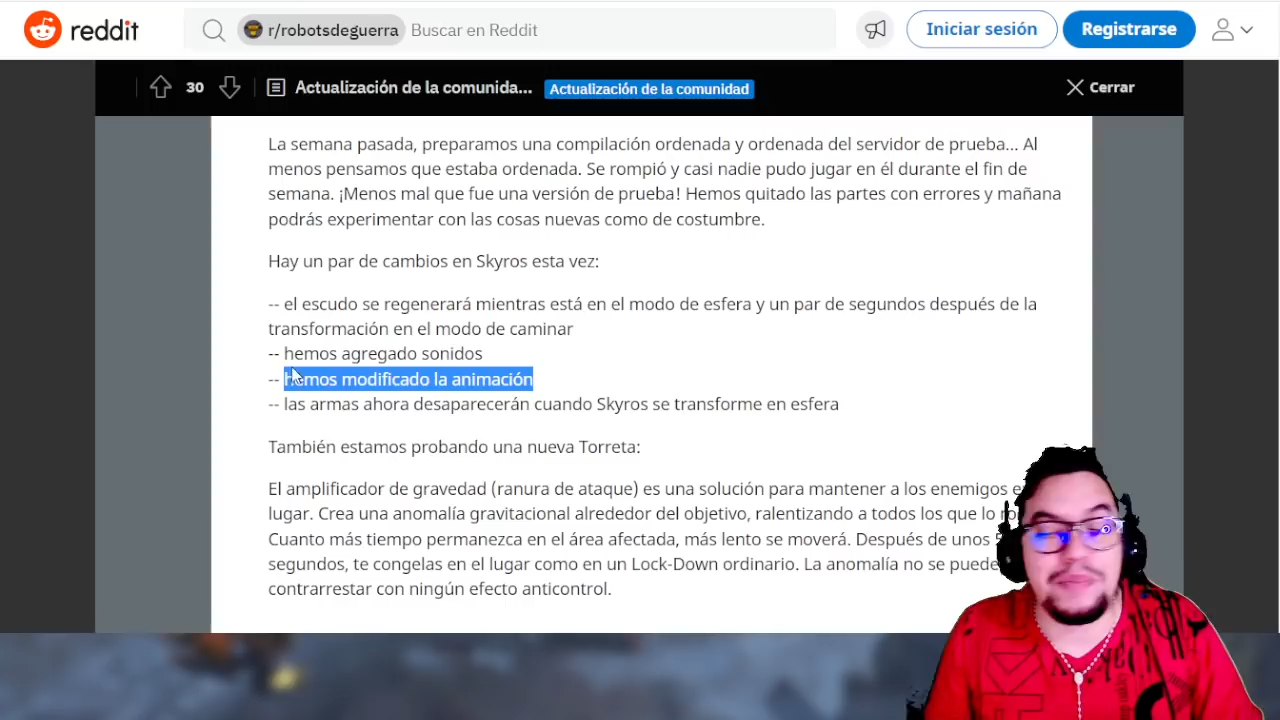 reddit
r/robotsdeguerra
Buscar en Reddit
Iniciar sesión
Registrarse
30
Actualización de la comunida...
Actualización de la comunidad
Cerrar
La semana pasada, preparamos una compilación ordenada y ordenada del servidor de prueba... Al
menos pensamos que estaba ordenada. Se rompió y casi nadie pudo jugar en él durante el fin de
semana. ¡Menos mal que fue una versión de prueba! Hemos quitado las partes con errores y mañana
podrás experimentar con las cosas nuevas como de costumbre.
Hay un par de cambios en Skyros esta vez:
-- el escudo se regenerará mientras está en el modo de esfera y un par de segundos después de la
transformación en el modo de caminar
-- hemos agregado sonidos
-- hemos modificado la animación
-- las armas ahora desaparecerán cuando Skyros se transforme en esfera
También estamos probando una nueva Torreta:
El amplificador de gravedad (ranura de ataque) es una solución para mantener a los enemigos
lugar. Crea una anomalía gravitacional alrededor del objetivo, ralentizando a todos los que lo
Cuanto más tiempo permanezca en el área afectada, más lento se moverá. Después de unos
segundos, te congelas en el lugar como en un Lock-Down ordinario. La anomalía no se puede
contrarrestar con ningún efecto anticontrol.